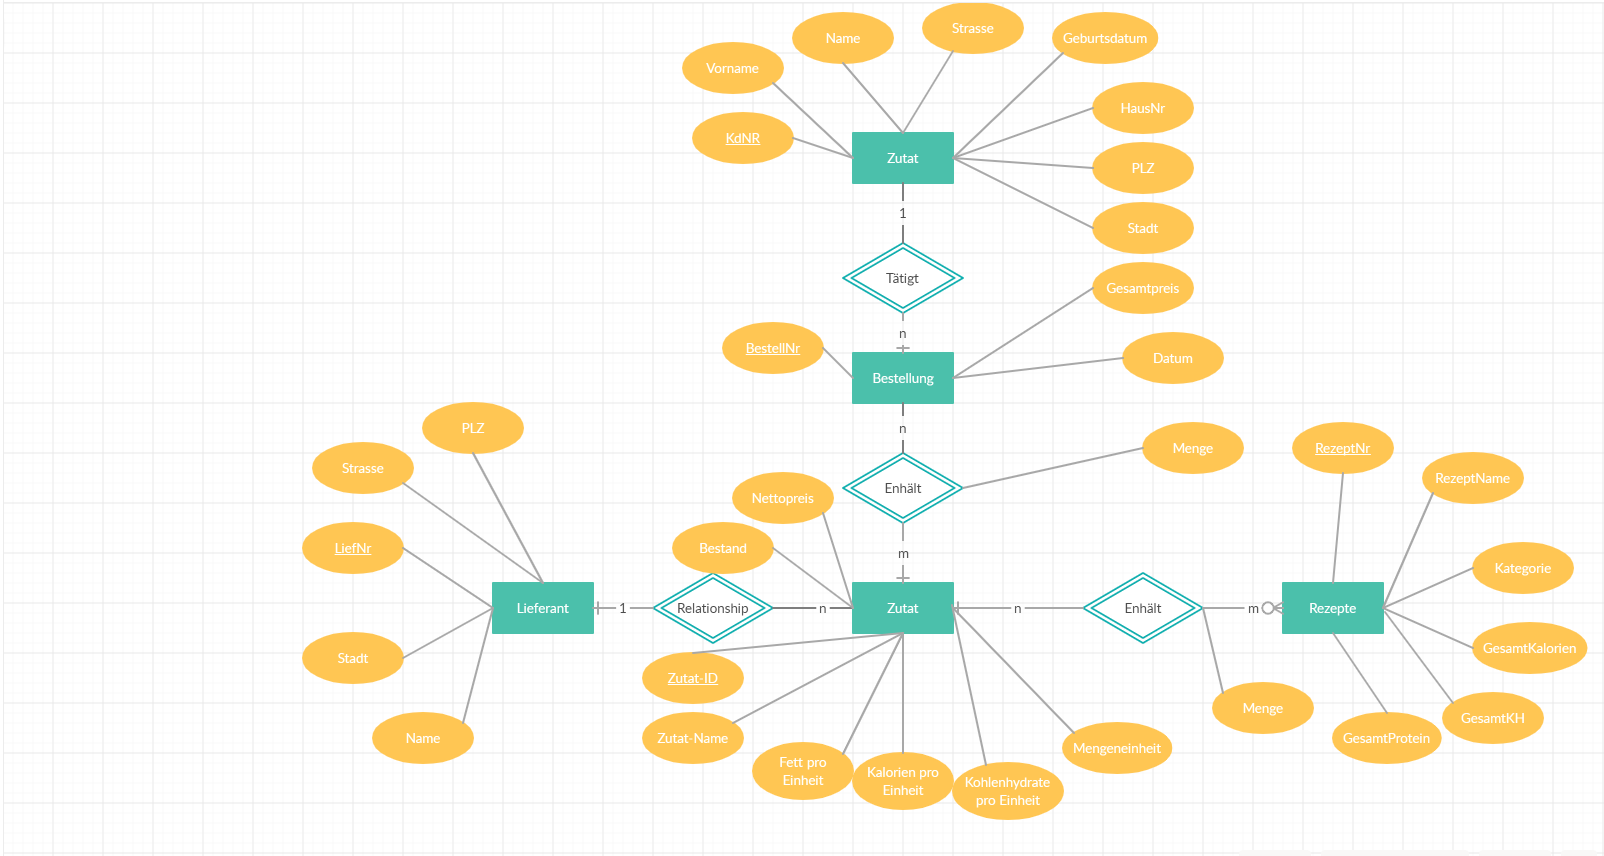 Strasse
Name
Geburtsdatum
Vorname
HausNr
KdNR
Zutat
PLZ
1
Stadt
Tätigt
Gesamtpreis
n
BestellNr
Datum
Bestellung
PLZ
n
Menge
RezeptNr
Strasse
RezeptName
Nettopreis
Enhält
LiefNr
Bestand
m
Kategorie
Lieferant
1
Relationship
n
Zutat
n
Enhält
m
Rezepte
Stadt
GesamtKalorien
Zutat-ID
Menge
GesamtKH
Name
Zutat-Name
GesamtProtein
Mengeneinheit
Fett pro
Einheit
Kalorien pro
Einheit
Kohlenhydrate
pro Einheit